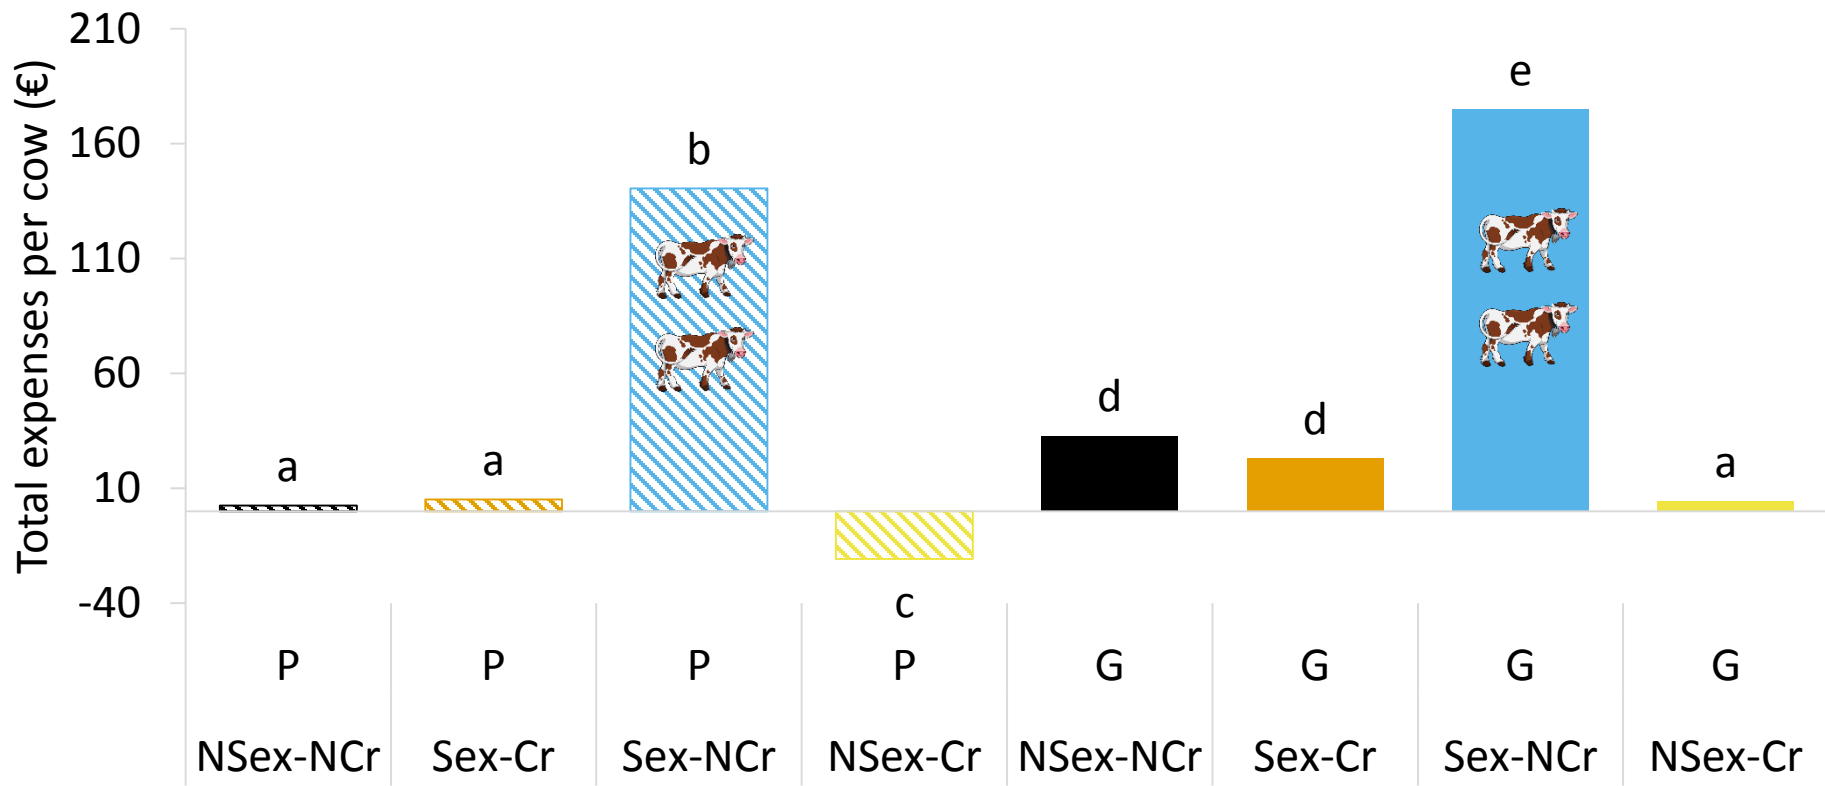 Total expenses per cow (€)
210
160
110
60
10
-40
a
a
b
c
d
d
e
a
P P P P G G G G
NSex-NCr Sex-Cr Sex-NCr NSex-Cr NSex-NCr Sex-Cr Sex-NCr NSex-Cr